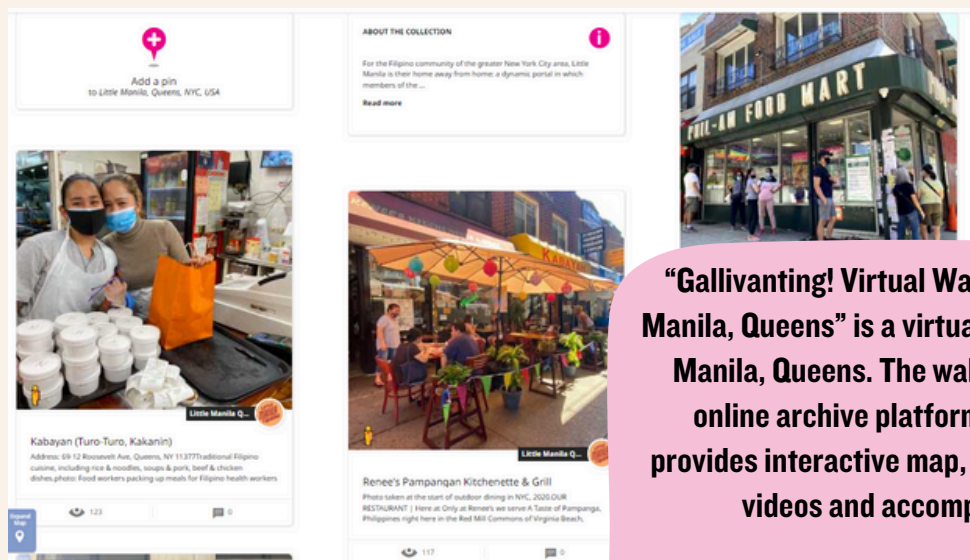 Add a pin
to Little Manila, Queens, NYC, USA
ABOUT THE COLLECTION
For the Filipino community of the greater New York City area, Little
Manila is their home away from home: a dynamic portal in which
members of the ...
Read more
PHIL-AM FOOD MART
Little Manila Q...
Kabayan (Turo-Turo, Kakanin)
Address: 69-12 Roosevelt Ave, Queens, NY 11377Traditional Filipino
cuisine, including rice & noodles, soups & pork, beef & chicken
dishes.photo: Food workers packing up meals for Filipino health workers
123
0
Expand
Map
Little Manila Q...
Renee's Pampangan Kitchenette & Grill
Photo taken at the start of outdoor dining in NYC, 2020.OUR
RESTAURANT | Here at Only at Renee's we serve A Taste of Pampanga,
Philippines right here in the Red Mill Commons of Virginia Beach,
117
0
“Gallivanting! Virtual Wa
Manila, Queens” is a virtua
Manila, Queens. The wal
online archive platform
provides interactive map,
videos and accomp